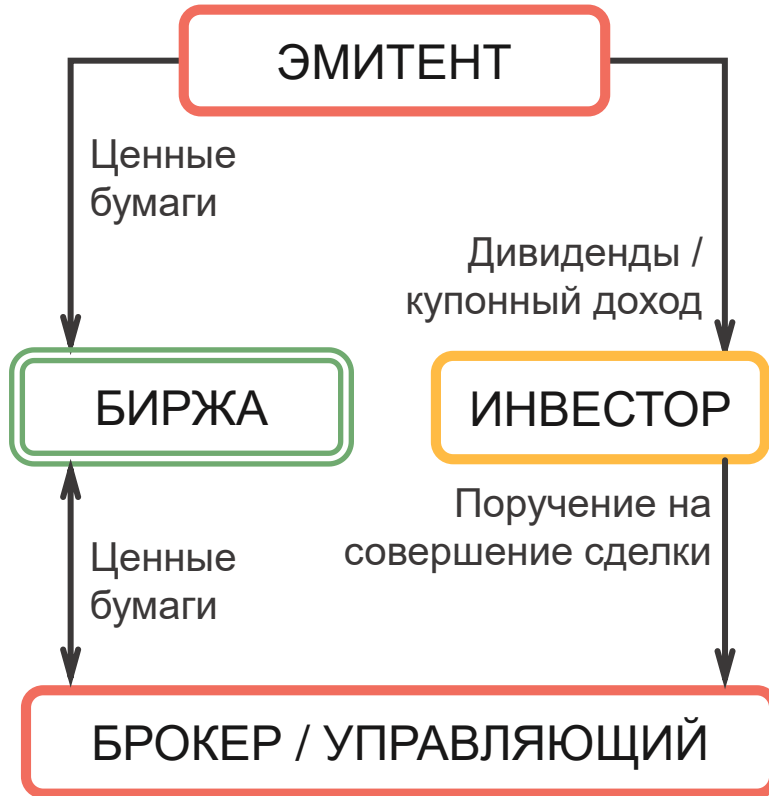 ЭМИТЕНТ
Ценные
бумаги
Дивиденды /
купонный доход
БИРЖА
ИНВЕСТОР
Поручение на
совершение сделки
Ценные
бумаги
БРОКЕР / УПРАВЛЯЮЩИЙ